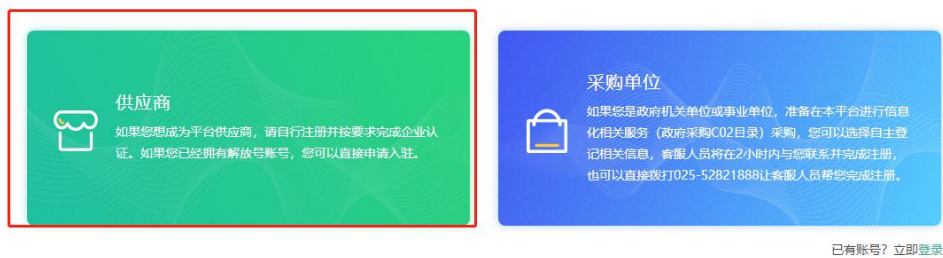 供应商
如果您想成为平台供应商，请自行注册并按要求完成企业认
证。如果您已经拥有解放号账号，您可以直接申请入驻。
采购单位
如果您是政府机关单位或事业单位，准备在本平台进行信息
化相关服务（政府采购C02目录）采购，您可以选择自主登
记相关信息，客服人员将在2小时内与您联系并完成注册，
也可以直接拨打025-52821888让客服人员帮您完成注册。
已有账号？立即登录